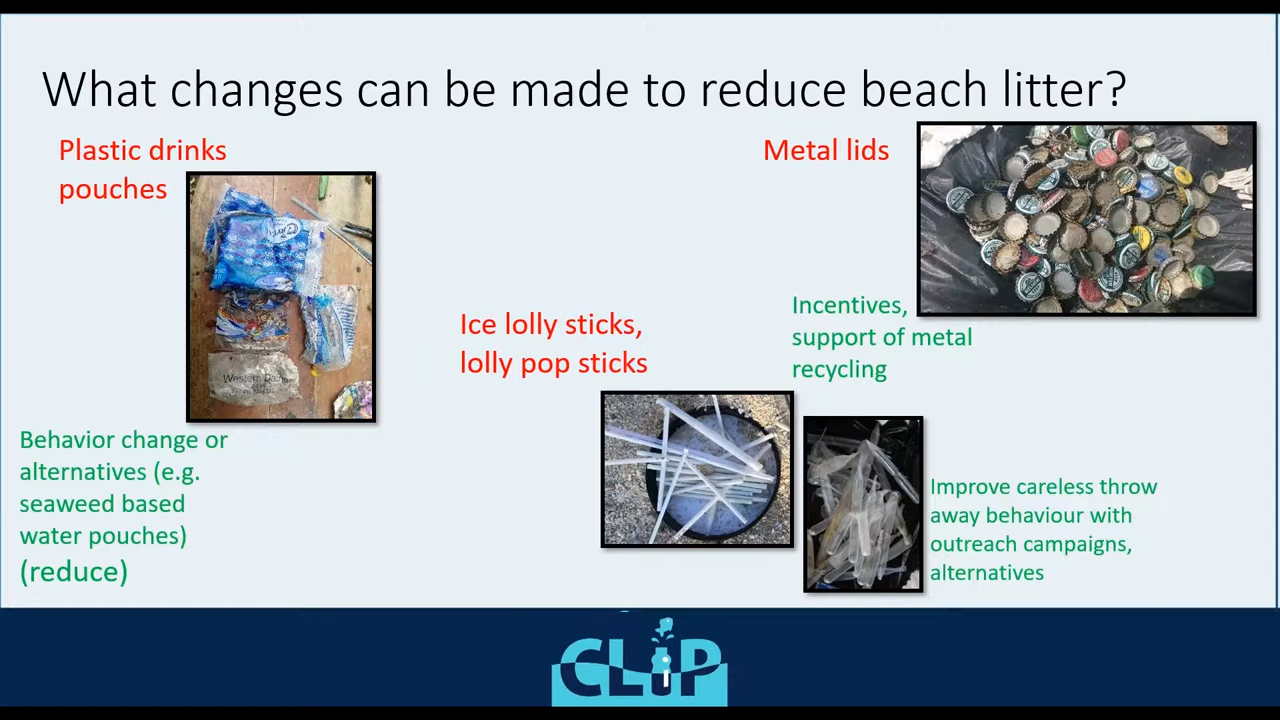 What changes can be made to reduce beach litter?
Plastic drinks
pouches
Western Dairy
Behavior change or
alternatives (e.g.
seaweed based
water pouches)
(reduce)
Ice lolly sticks,
lolly pop sticks
Metal lids
Incentives,
support of metal
recycling
Improve careless throw
away behaviour with
outreach campaigns,
alternatives
CLiP